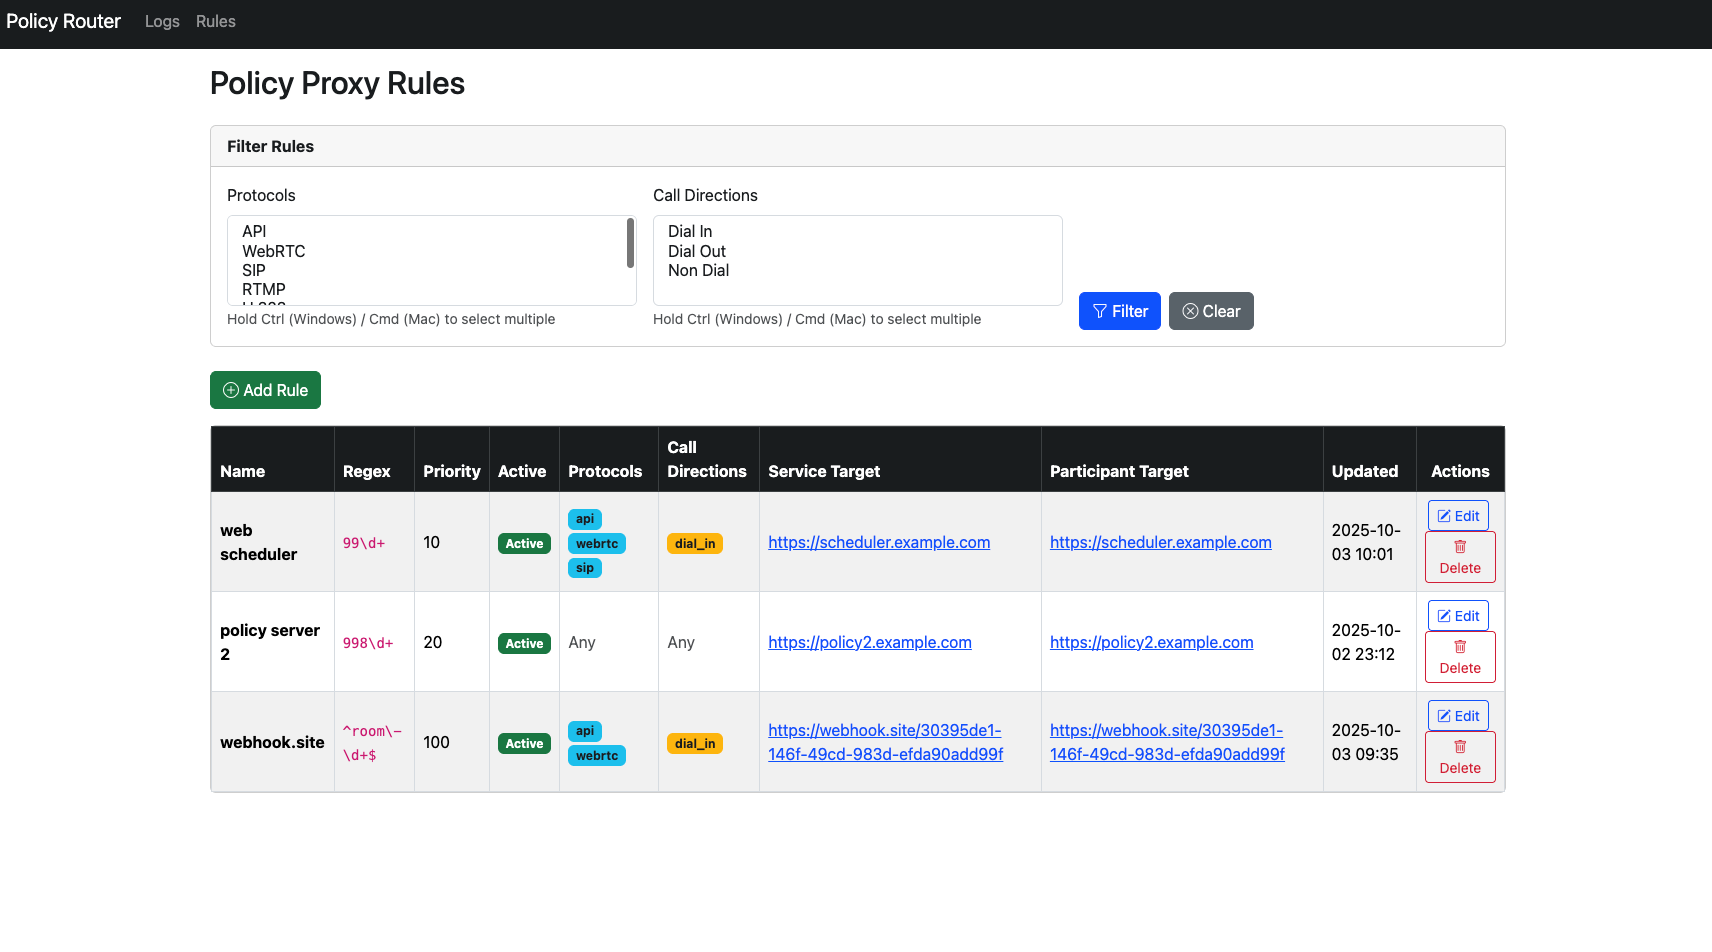 Policy Router Logs Rules
Policy Proxy Rules
Filter Rules
Protocols
API
WebRTC
SIP
RTMP
Hold Ctrl (Windows) / Cmd (Mac) to select multiple
Call Directions
Dial In
Dial Out
Non Dial
Hold Ctrl (Windows) / Cmd (Mac) to select multiple
Filter Clear
Add Rule
Name Regex Priority Active Protocols Call Directions Service Target Participant Target Updated Actions
web
scheduler
99\d+
10
Active
api
webrtc
sip
dial_in
https://scheduler.example.com
https://scheduler.example.com
2025-10-
03 10:01
Edit
Delete
policy server
2
998\d+
20
Active
Any
Any
https://policy2.example.com
https://policy2.example.com
2025-10-
02 23:12
Edit
Delete
webhook.site
^room\-
\d+$
100
Active
api
webrtc
dial_in
https://webhook.site/30395de1-
146f-49cd-983d-efda90add99f
https://webhook.site/30395de1-
146f-49cd-983d-efda90add99f
2025-10-
03 09:35
Edit
Delete